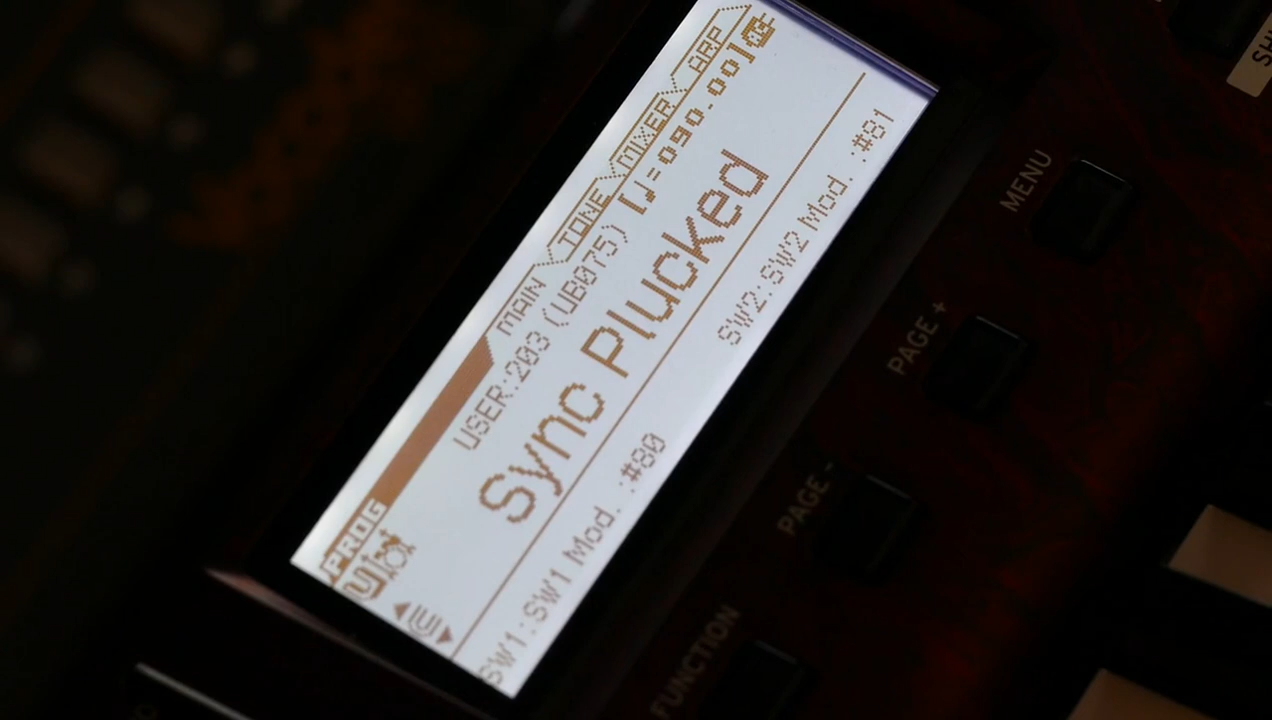 PROG MAIN TONE MIXER ARP
USER:203 (UB075) [♩=090.00]
U
Sync Plucked
SW1:SW1 Mod. :#80 SW2:SW2 Mod. :#81
MENU
PAGE +
PAGE -
FUNCTION